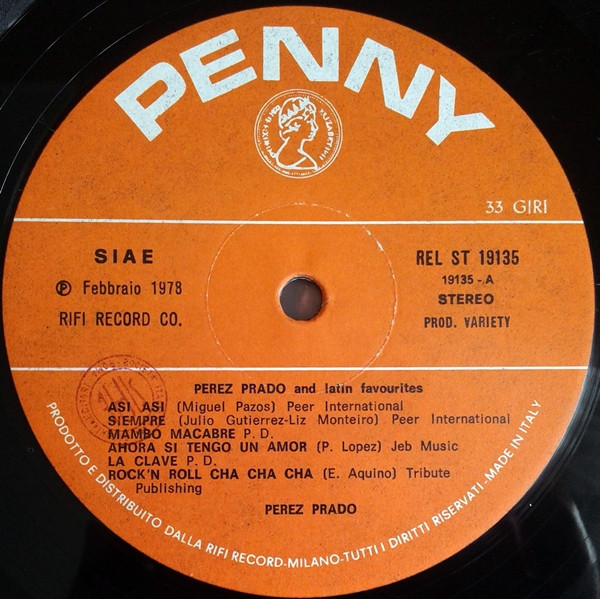 PENNY
33 GIRI
SIAE
℗ Febbraio 1978
RIFI RECORD CO.
REL ST 19135
19135 - A
STEREO
PROD. VARIETY
PEREZ PRADO and latin favourites
ASI ASI (Miguel Pazos) Peer International
SIEMPRE (Julio Gutierrez-Liz Monteiro) Peer International
MAMBO MACABRE P. D.
AHORA SI TENGO UN AMOR (P. Lopez) Jeb Music
LA CLAVE P. D.
ROCK'N ROLL CHA CHA CHA (E. Aquino) Tribute
Publishing
PEREZ PRADO
PRODOTTO E DISTRIBUITO DALLA RIFI RECORD-MILANO-TUTTI I DIRITTI RISERVATI-MADE IN ITALY